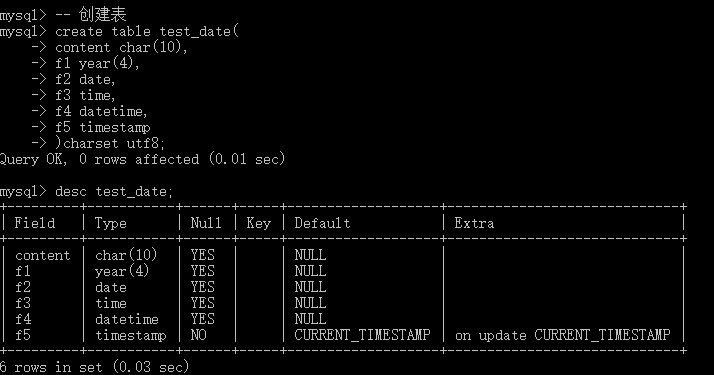 mysql> -- 创建表
mysql> create table test_date(
    -> content char(10),
    -> f1 year(4),
    -> f2 date,
    -> f3 time,
    -> f4 datetime,
    -> f5 timestamp
    -> )charset utf8;
Query OK, 0 rows affected (0.01 sec)
mysql> desc test_date;
+---------+-----------+------+-----+-------------------+-----------------------------+
| Field   | Type      | Null | Key | Default           | Extra                       |
+---------+-----------+------+-----+-------------------+-----------------------------+
| content | char(10)  | YES  |     | NULL              |                             |
| f1      | year(4)   | YES  |     | NULL              |                             |
| f2      | date      | YES  |     | NULL              |                             |
| f3      | time      | YES  |     | NULL              |                             |
| f4      | datetime  | YES  |     | NULL              |                             |
| f5      | timestamp | NO   |     | CURRENT_TIMESTAMP | on update CURRENT_TIMESTAMP |
+---------+-----------+------+-----+-------------------+-----------------------------+
6 rows in set (0.03 sec)